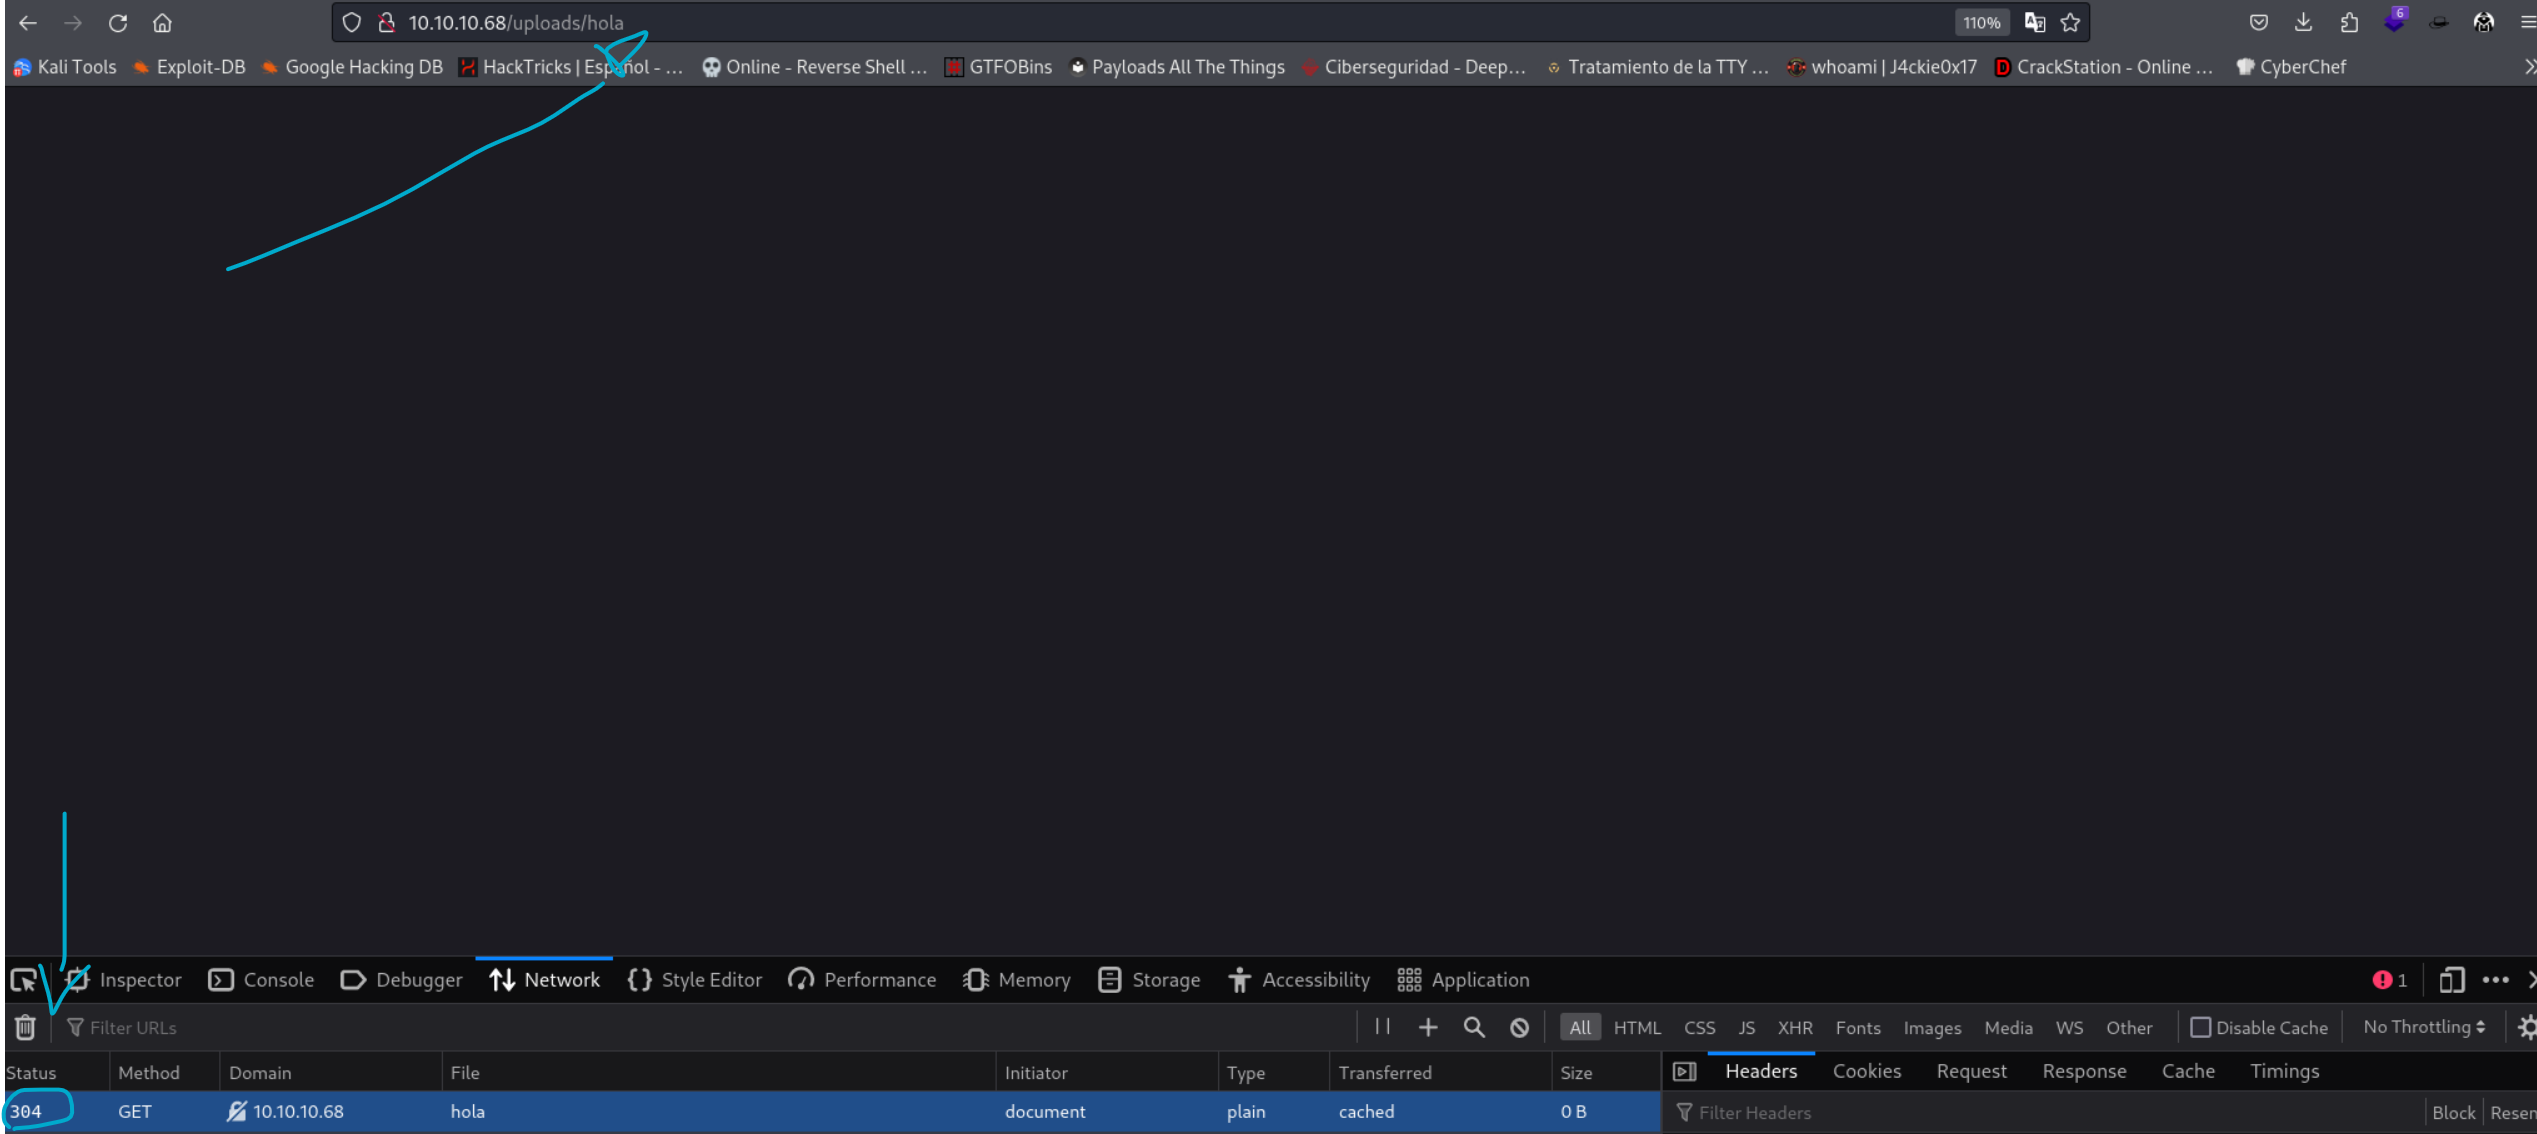 10.10.10.68/uploads/hola 110%
Kali Tools Exploit-DB Google Hacking DB HackTricks | Español - ... Online - Reverse Shell ... GTFOBins Payloads All The Things Ciberseguridad - Deep... Tratamiento de la TTY ... whoami | J4ckie0x17 CrackStation - Online ... CyberChef
6
Inspector Console Debugger Network Style Editor Performance Memory Storage Accessibility Application 1
Filter URLs All HTML CSS JS XHR Fonts Images Media WS Other Disable Cache No Throttling
Status Method Domain File Initiator Type Transferred Size Headers Cookies Request Response Cache Timings
304 GET 10.10.10.68 hola document plain cached 0 B Filter Headers Block Resen